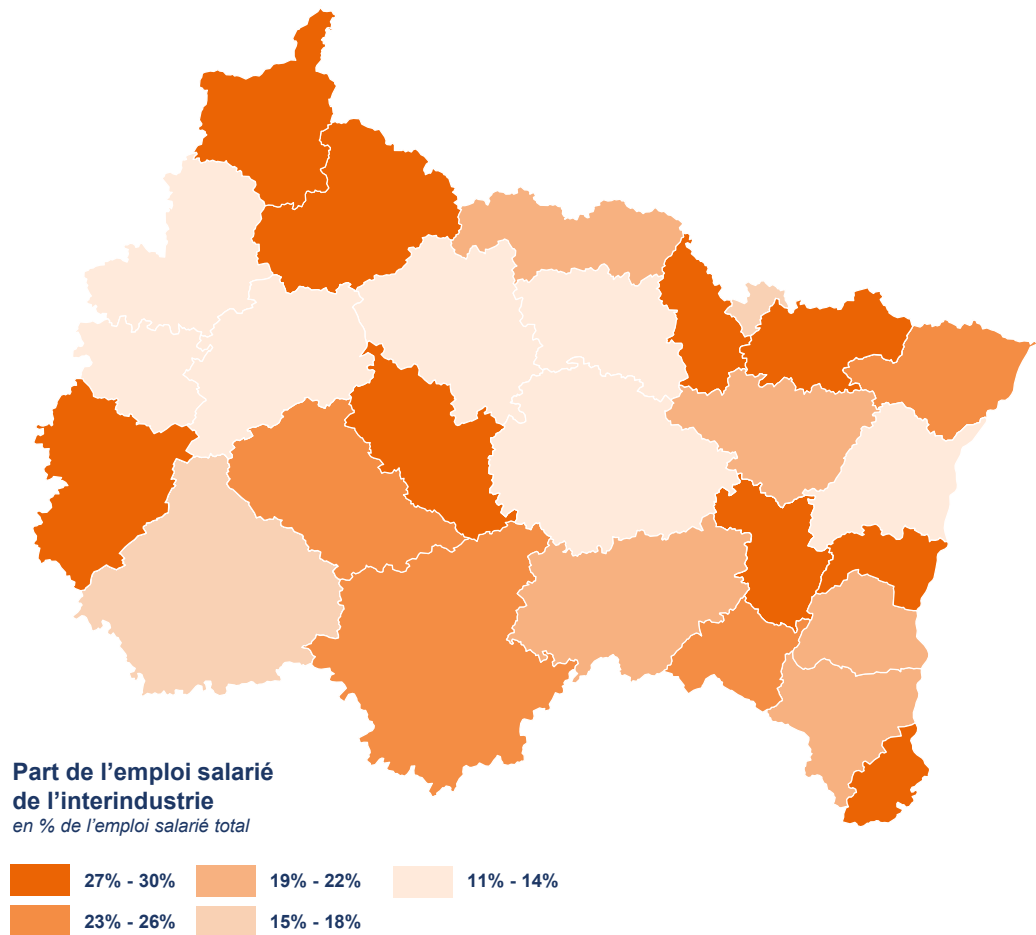 Part de l’emploi salarié
de l’interindustrie
en % de l’emploi salarié total
27% - 30%
19% - 22%
11% - 14%
23% - 26%
15% - 18%